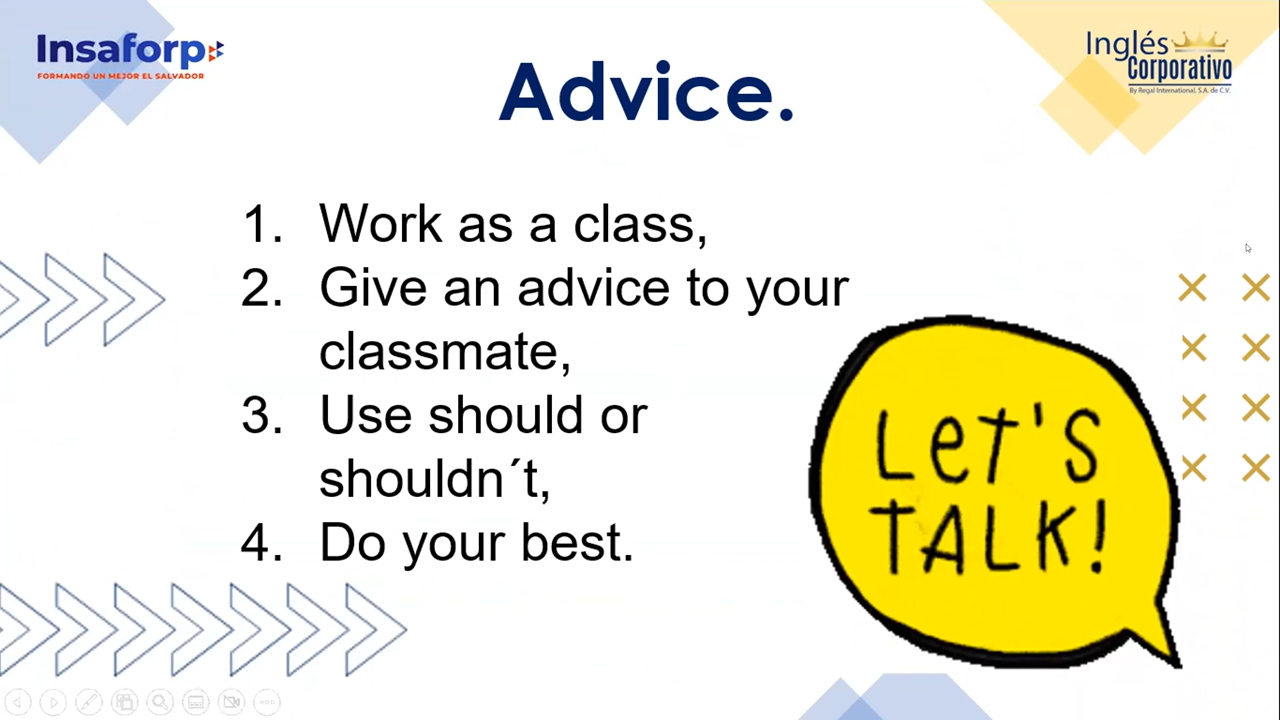 Insaforp
FORMANDO UN MEJOR EL SALVADOR
Inglés
Corporativo
By Regal International, S.A. de C.V.
Advice.
1. Work as a class,
2. Give an advice to your
classmate,
3. Use should or
shouldn´t,
4. Do your best.
LET'S
TALK!